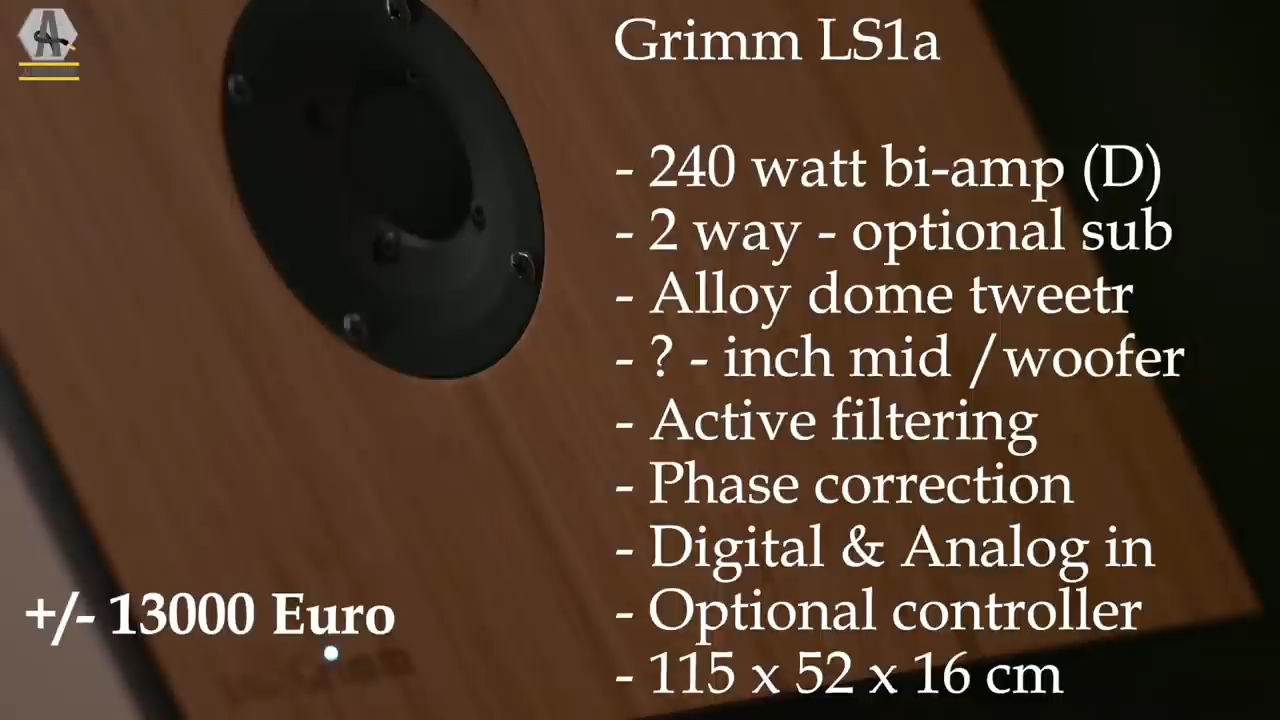 Grimm LS1a
- 240 watt bi-amp (D)
- 2 way - optional sub
- Alloy dome tweetr
- ? - inch mid /woofer
- Active filtering
- Phase correction
- Digital & Analog in
- Optional controller
- 115 x 52 x 16 cm
+/- 13000 Euro